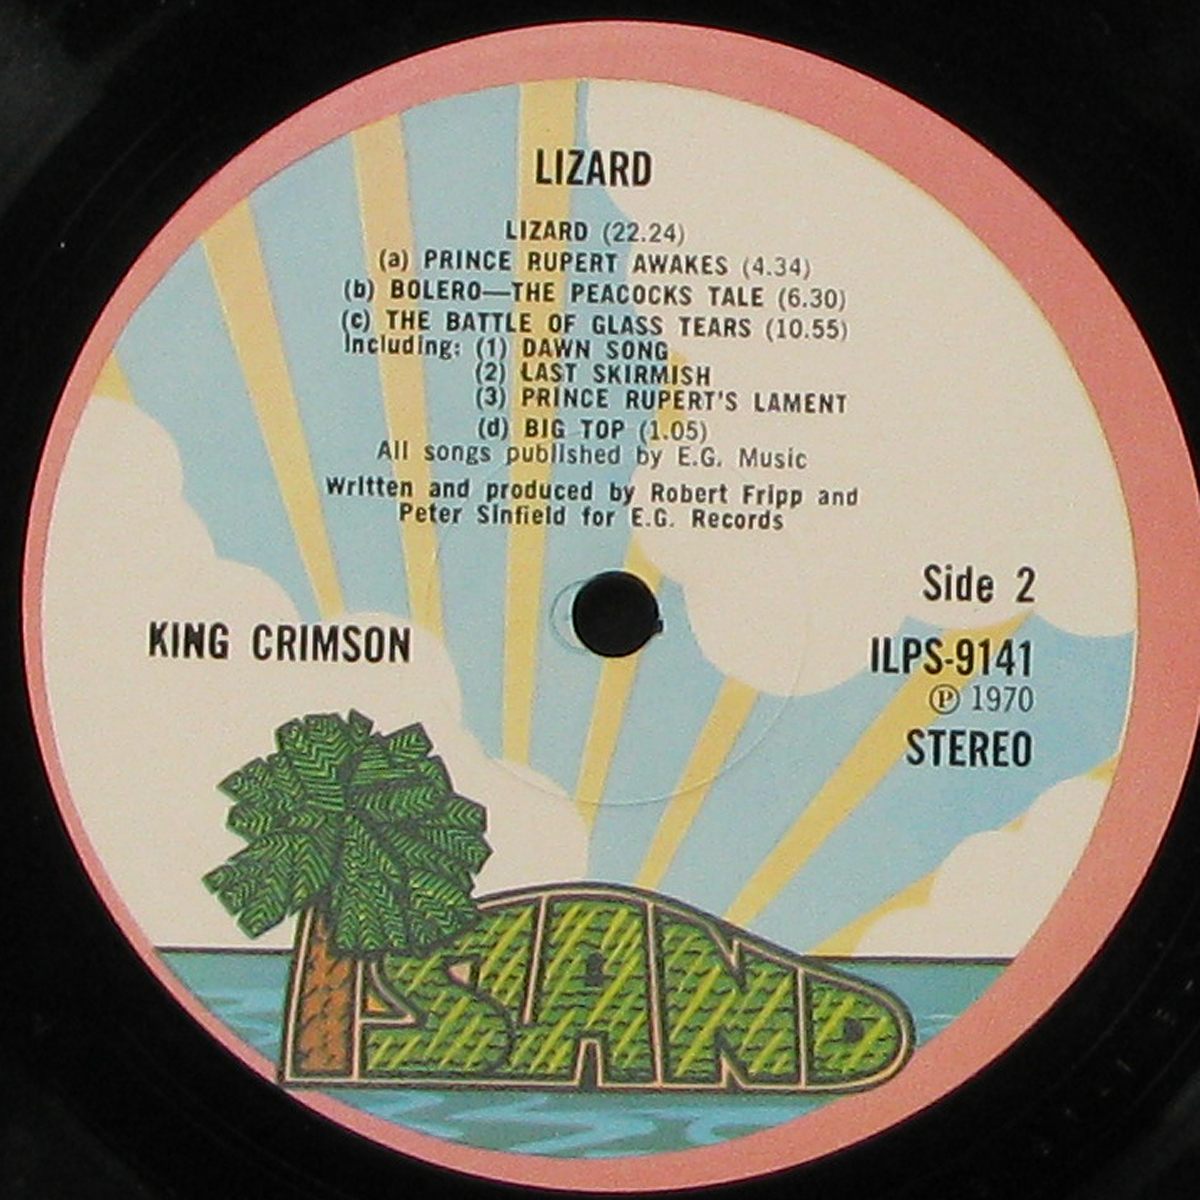 LIZARD
LIZARD (22.24)
(a) PRINCE RUPERT AWAKES (4.34)
(b) BOLERO—THE PEACOCKS TALE (6.30)
(c) THE BATTLE OF GLASS TEARS (10.55)
Including: (1) DAWN SONG
(2) LAST SKIRMISH
(3) PRINCE RUPERT'S LAMENT
(d) BIG TOP (1.05)
All songs published by E.G. Music
Written and produced by Robert Fripp and
Peter Sinfield for E.G. Records
Side 2
KING CRIMSON
ILPS-9141
Ⓟ 1970
STEREO
ISLAND